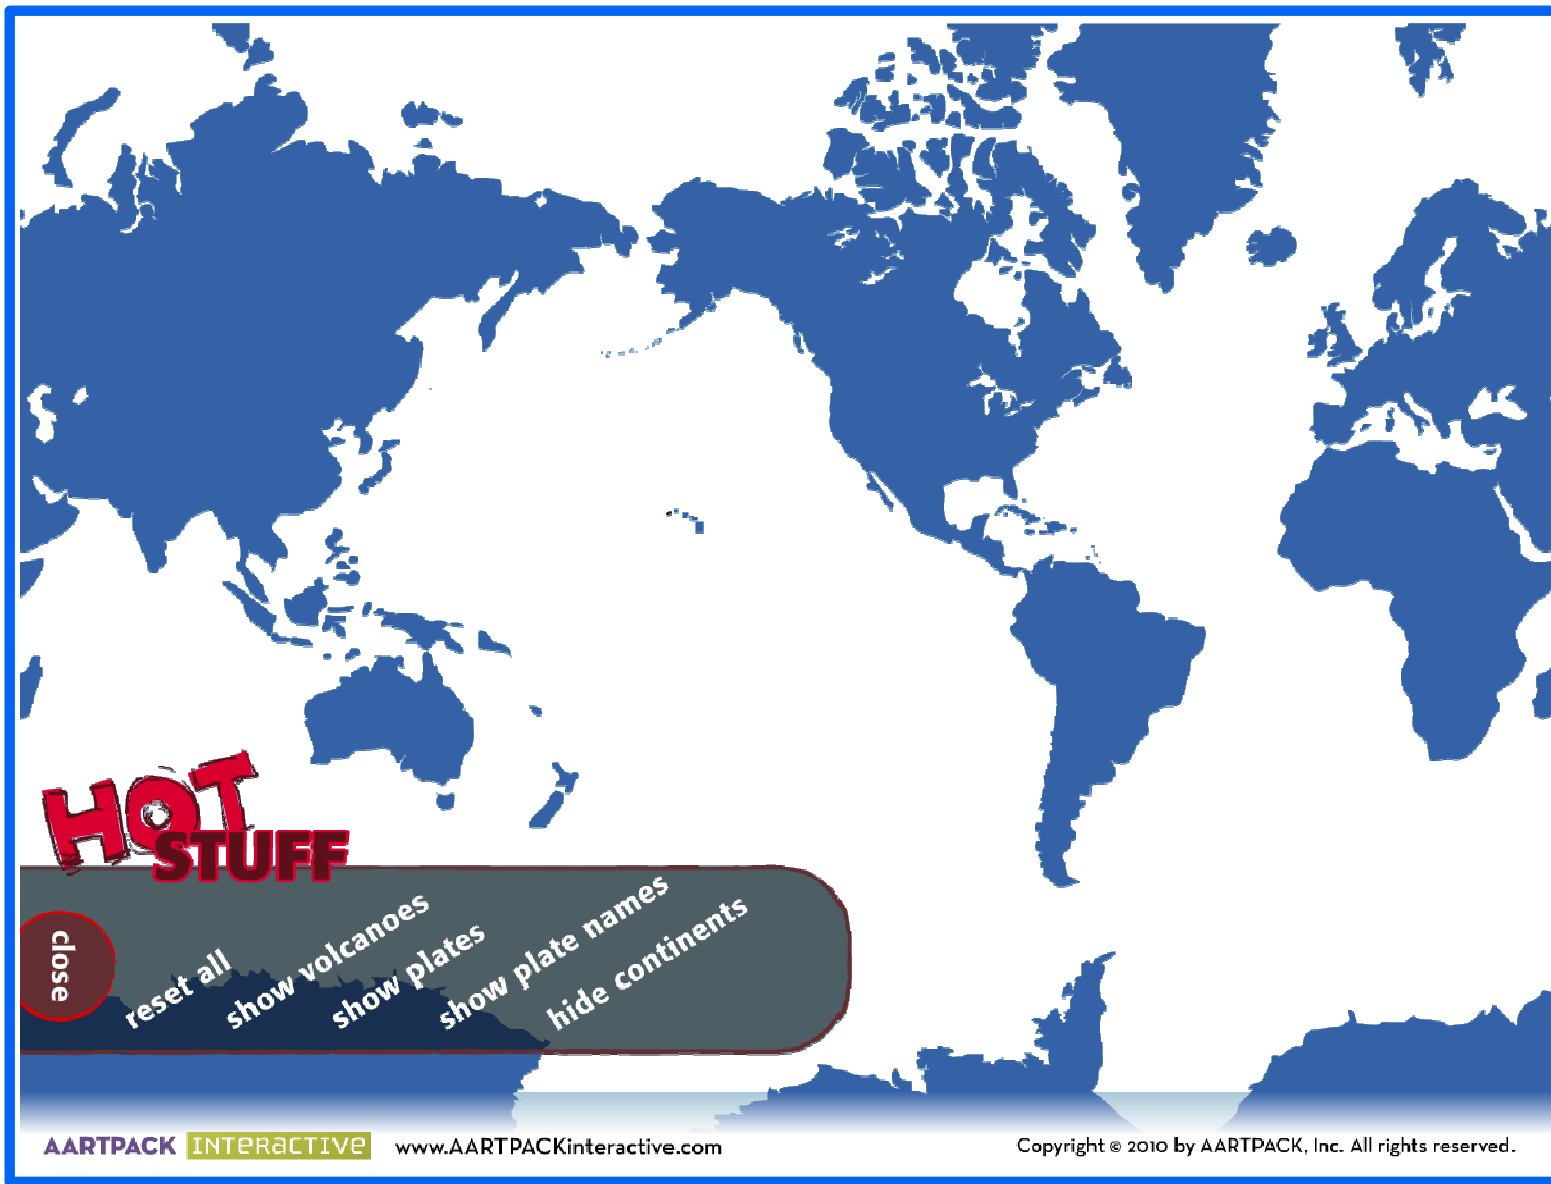 HOT
STUFF
close
reset all
show volcanoes
show plates
show plate names
hide continents
AARTPACK INTERACTIVE www.AARTPACKinteractive.com
Copyright © 2010 by AARTPACK, Inc. All rights reserved.